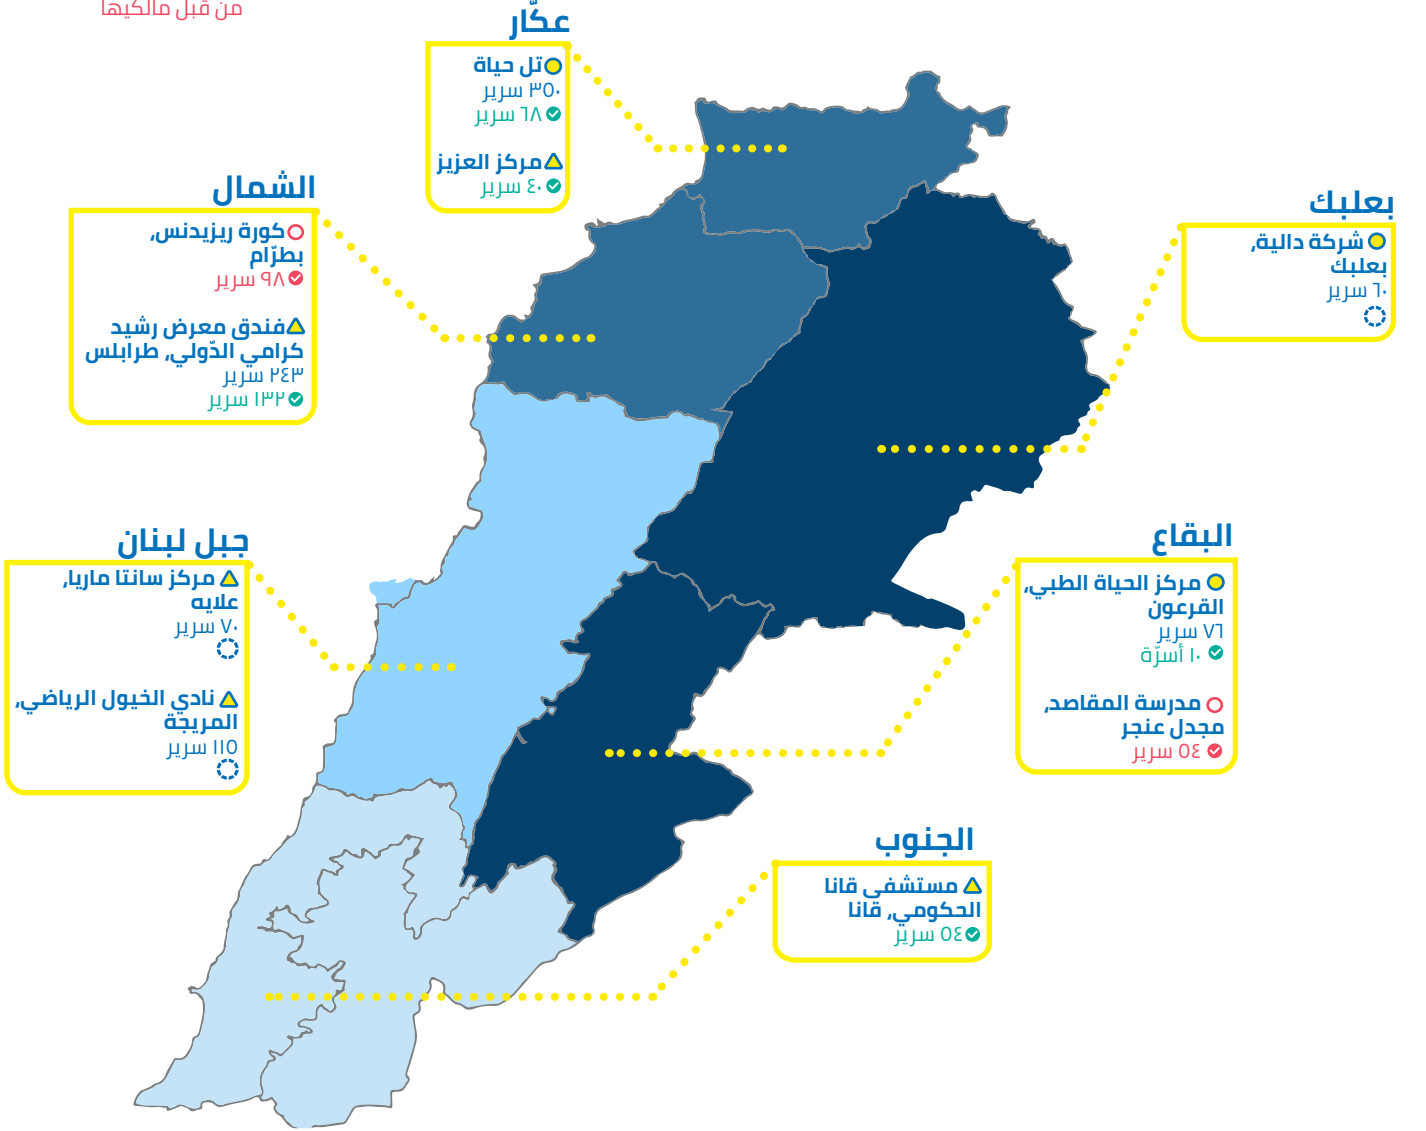 من قبل مالكيها
عكّار
تل حياة
٣٥٠ سرير
٦٨ سرير
مركز العزيز
٤٠ سرير
الشمال
كورة ريزيدنس,
بطرّام
٩٨ سرير
فندق معرض رشيد
كرامي الدّولي, طرابلس
٢٤٣ سرير
١٣٢ سرير
بعلبك
شركة دالية,
بعلبك
٦٠ سرير
جبل لبنان
مركز سانتا ماريا,
علايه
٧٠ سرير
نادي الخيول الرياضي,
المريجة
١١٥ سرير
البقاع
مركز الحياة الطبي,
القرعون
٧٦ سرير
١٠ أسرّة
مدرسة المقاصد,
مجدل عنجر
٥٤ سرير
الجنوب
مستشفى قانا
الحكومي, قانا
٥٤ سرير